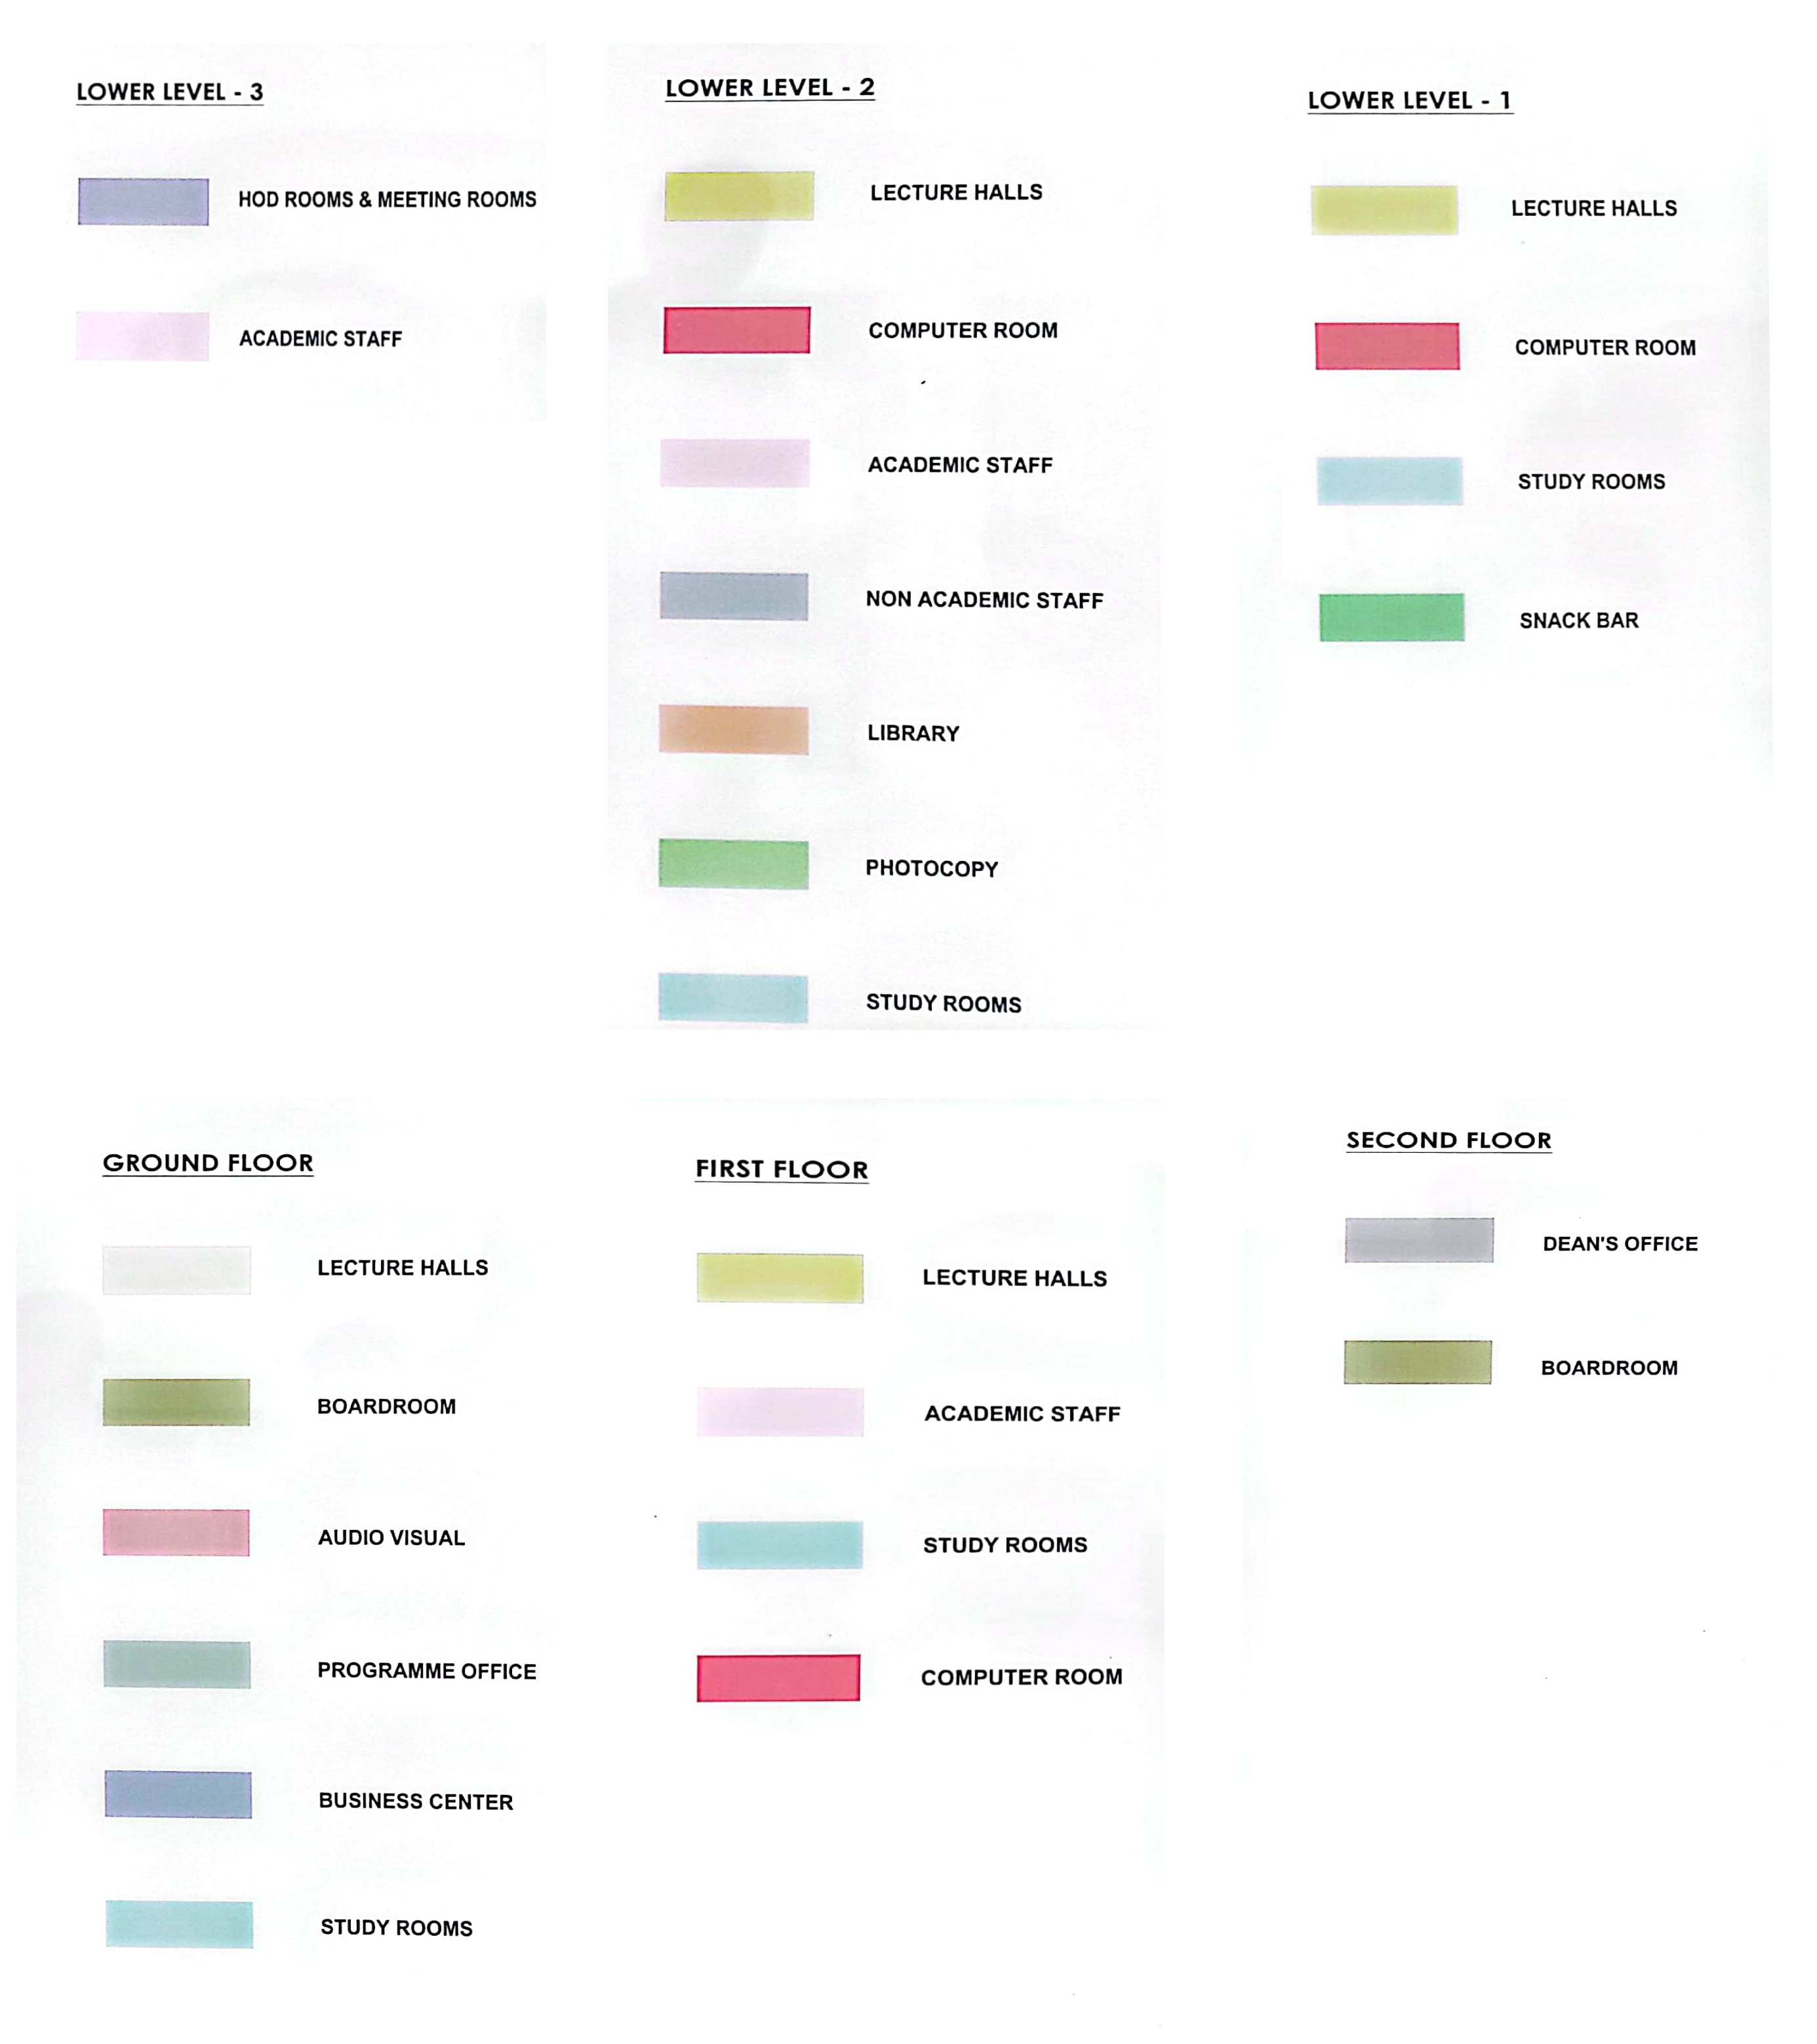 LOWER LEVEL - 3
HOD ROOMS & MEETING ROOMS
ACADEMIC STAFF
LOWER LEVEL - 2
LECTURE HALLS
COMPUTER ROOM
ACADEMIC STAFF
NON ACADEMIC STAFF
LIBRARY
PHOTOCOPY
STUDY ROOMS
LOWER LEVEL - 1
LECTURE HALLS
COMPUTER ROOM
STUDY ROOMS
SNACK BAR
GROUND FLOOR
LECTURE HALLS
BOARDROOM
AUDIO VISUAL
PROGRAMME OFFICE
BUSINESS CENTER
STUDY ROOMS
FIRST FLOOR
LECTURE HALLS
ACADEMIC STAFF
STUDY ROOMS
COMPUTER ROOM
SECOND FLOOR
DEAN'S OFFICE
BOARDROOM